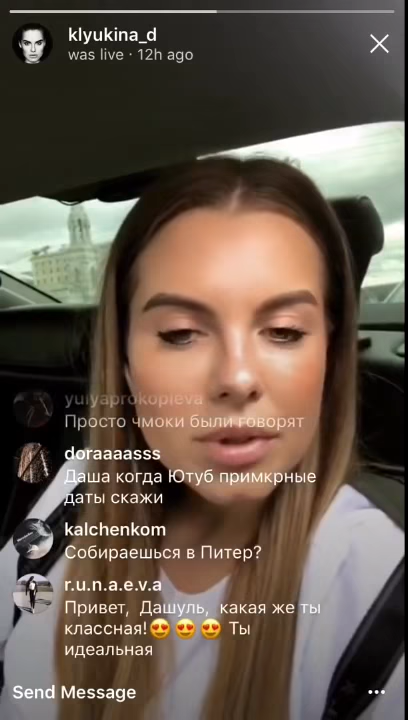 klyukina_d
was live · 12h ago
yulyaprokopieva
Просто чмоки были говорят
doraaaasss
Даша когда Ютуб примкрные
даты скажи
kalchenkom
Собираешься в Питер?
r.u.n.a.e.v.a
Привет, Дашуль, какая же ты
классная!😍😍😍 Ты
идеальная
Send Message